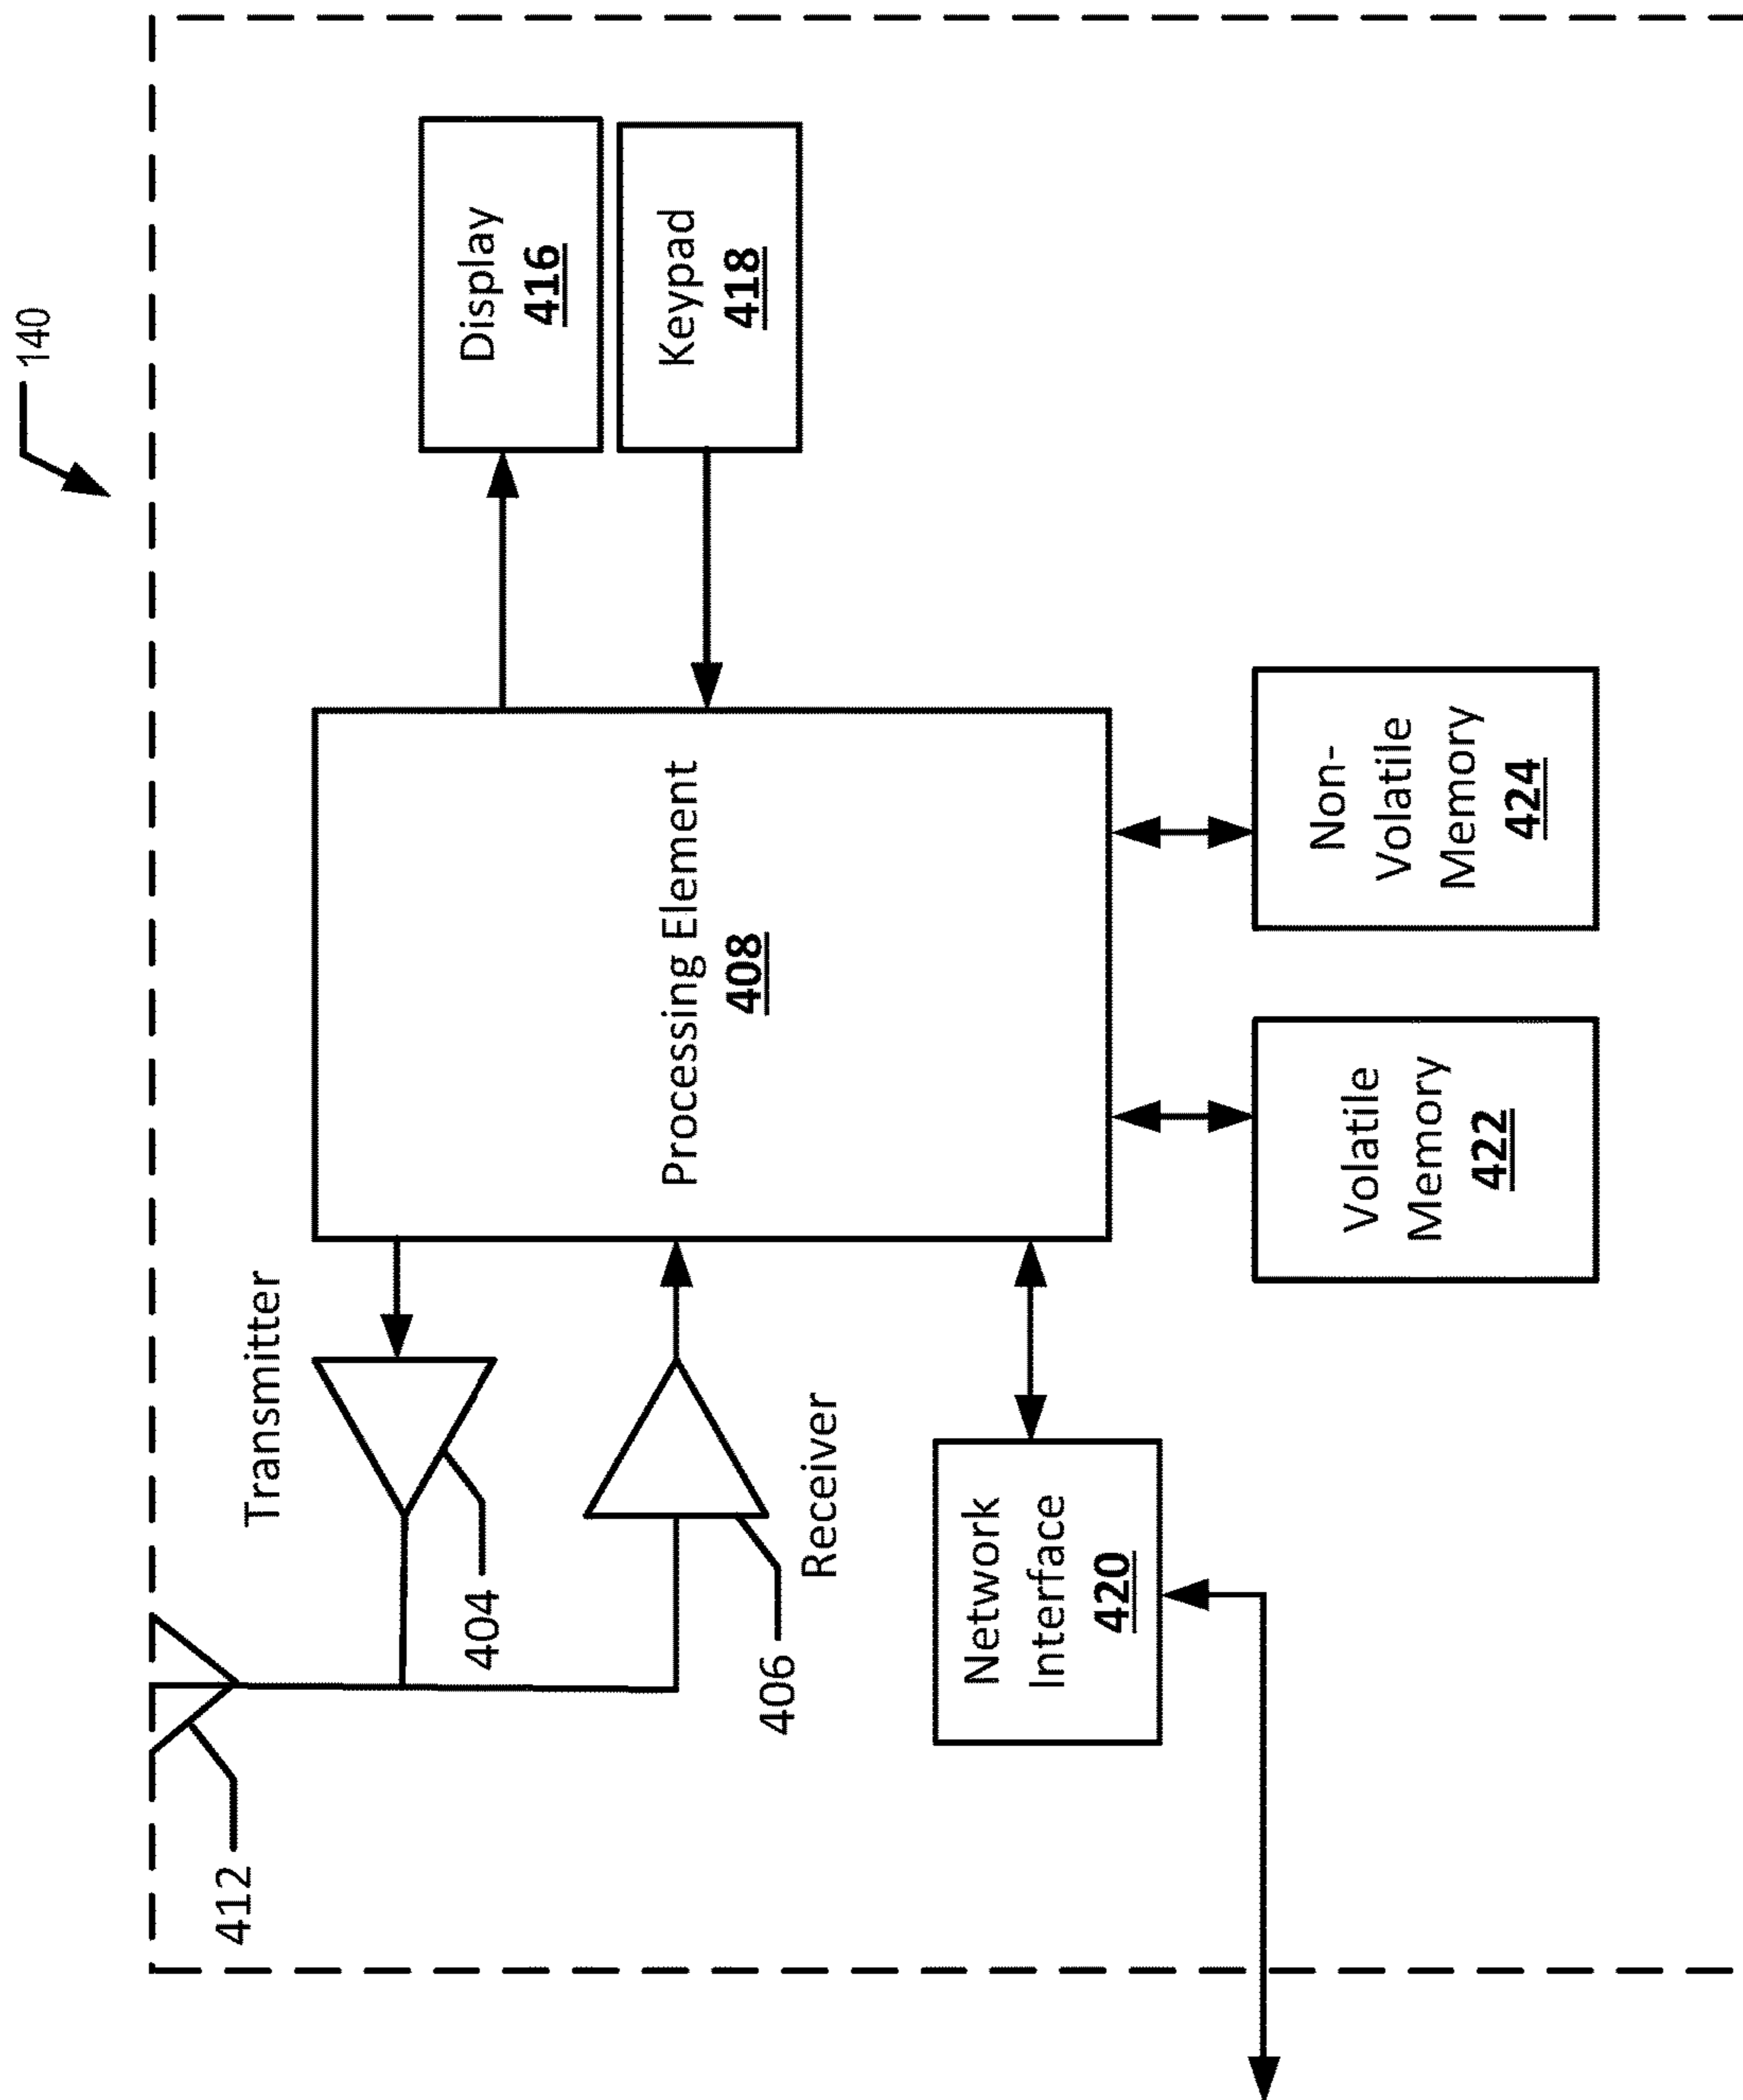 140
412
Transmitter
404
406
Receiver
Processing Element
408
Display
416
Keypad
418
Network
Interface
420
Volatile
Memory
422
Non-
Volatile
Memory
424